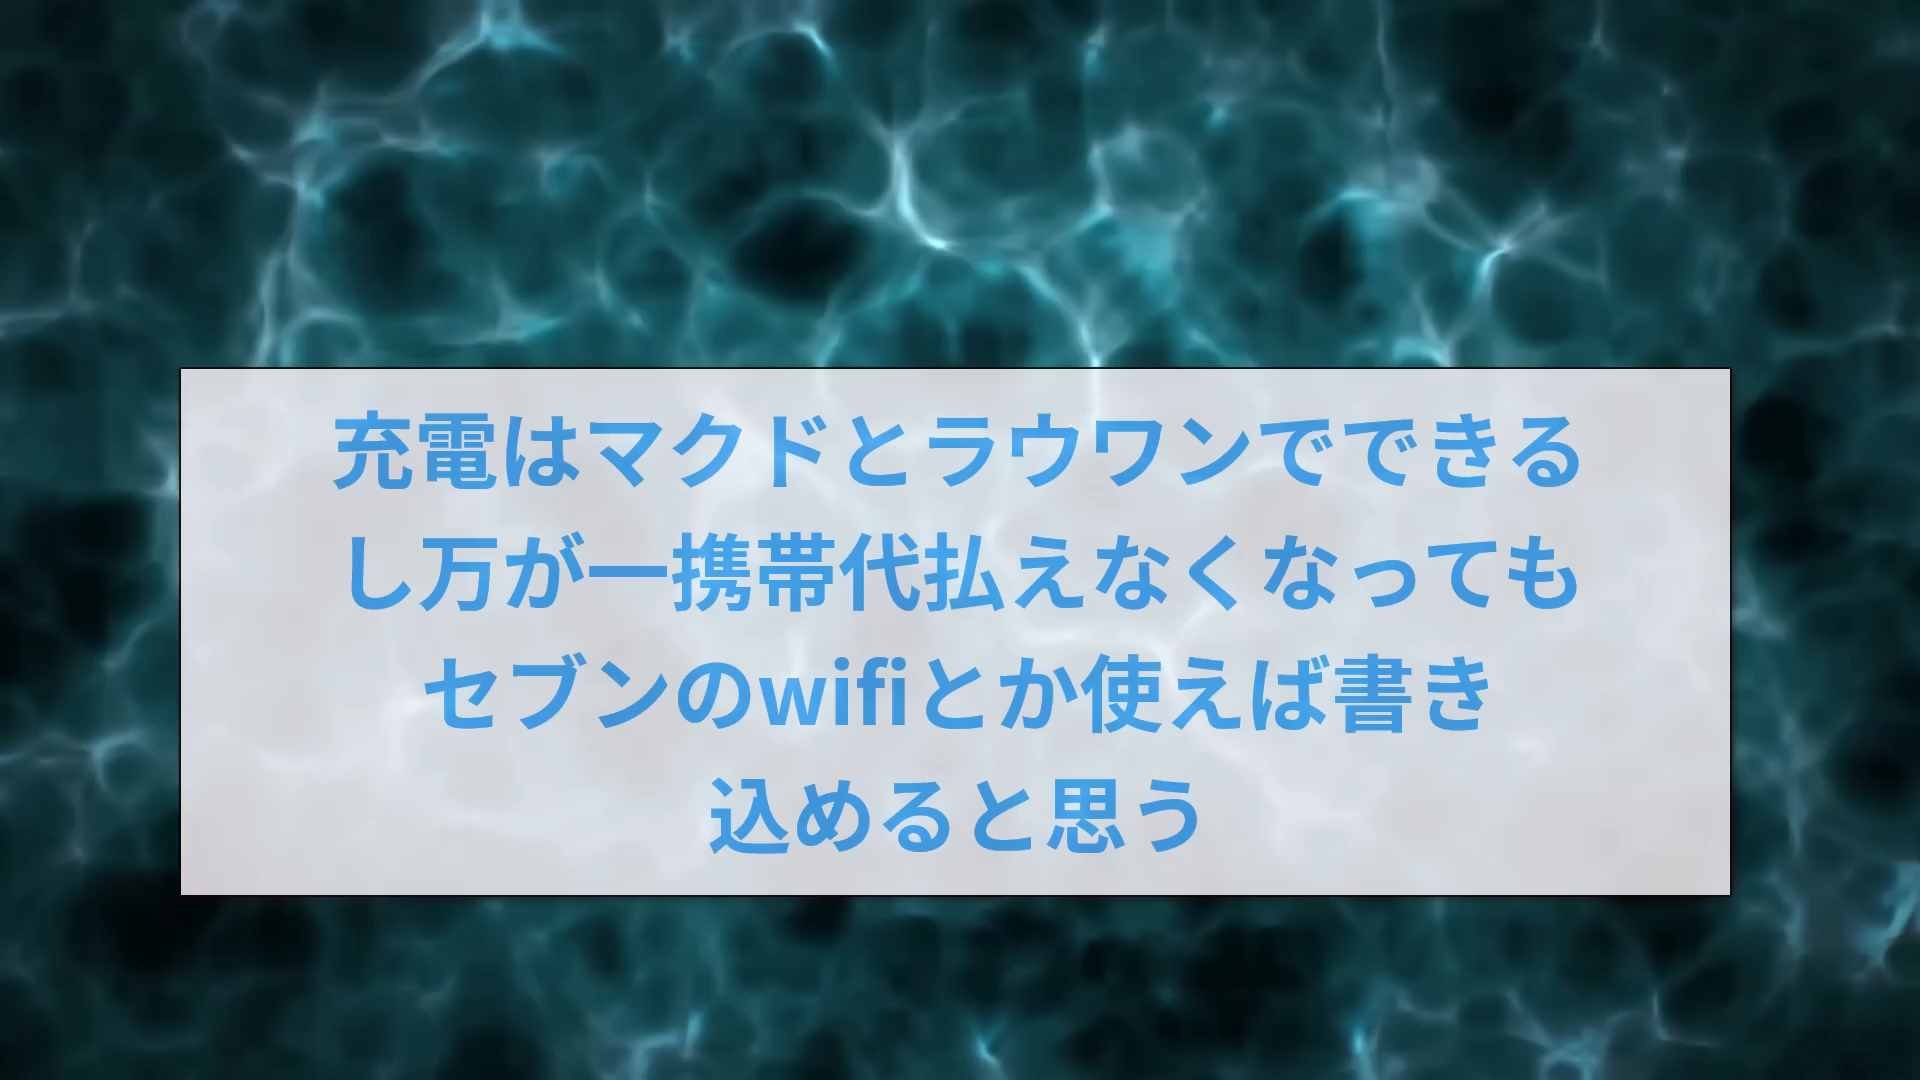 充電はマクドとラウワンでできる
し万が一携帯代払えなくなっても
セブンのwifiとか使えば書き
込めると思う